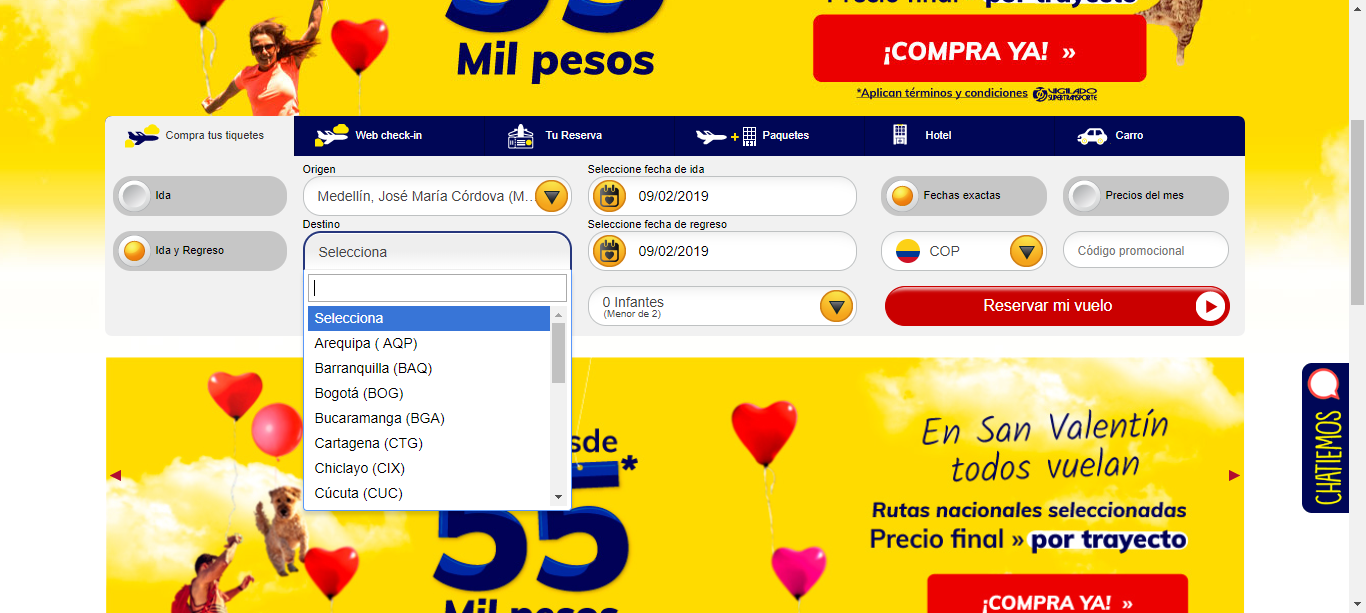 55
Precio final » por trayecto
Mil pesos
¡COMPRA YA! »
*Aplican términos y condiciones VIGILADO SUPERTRANSPORTE
Compra tus tiquetes
Web check-in
Tu Reserva
Paquetes
Hotel
Carro
Origen
Seleccione fecha de ida
Ida
Medellín, José María Córdova (M...
09/02/2019
Fechas exactas
Precios del mes
Destino
Seleccione fecha de regreso
Ida y Regreso
Selecciona
09/02/2019
COP
Código promocional
0 Infantes
(Menor de 2)
Reservar mi vuelo
Selecciona
Arequipa ( AQP)
Barranquilla (BAQ)
Bogotá (BOG)
Bucaramanga (BGA)
Cartagena (CTG)
Chiclayo (CIX)
Cúcuta (CUC)
CHATIEMOS
sde
*
55
Mil pesos
En San Valentín
todos vuelan
Rutas nacionales seleccionadas
Precio final » por trayecto
¡COMPRA YA! »